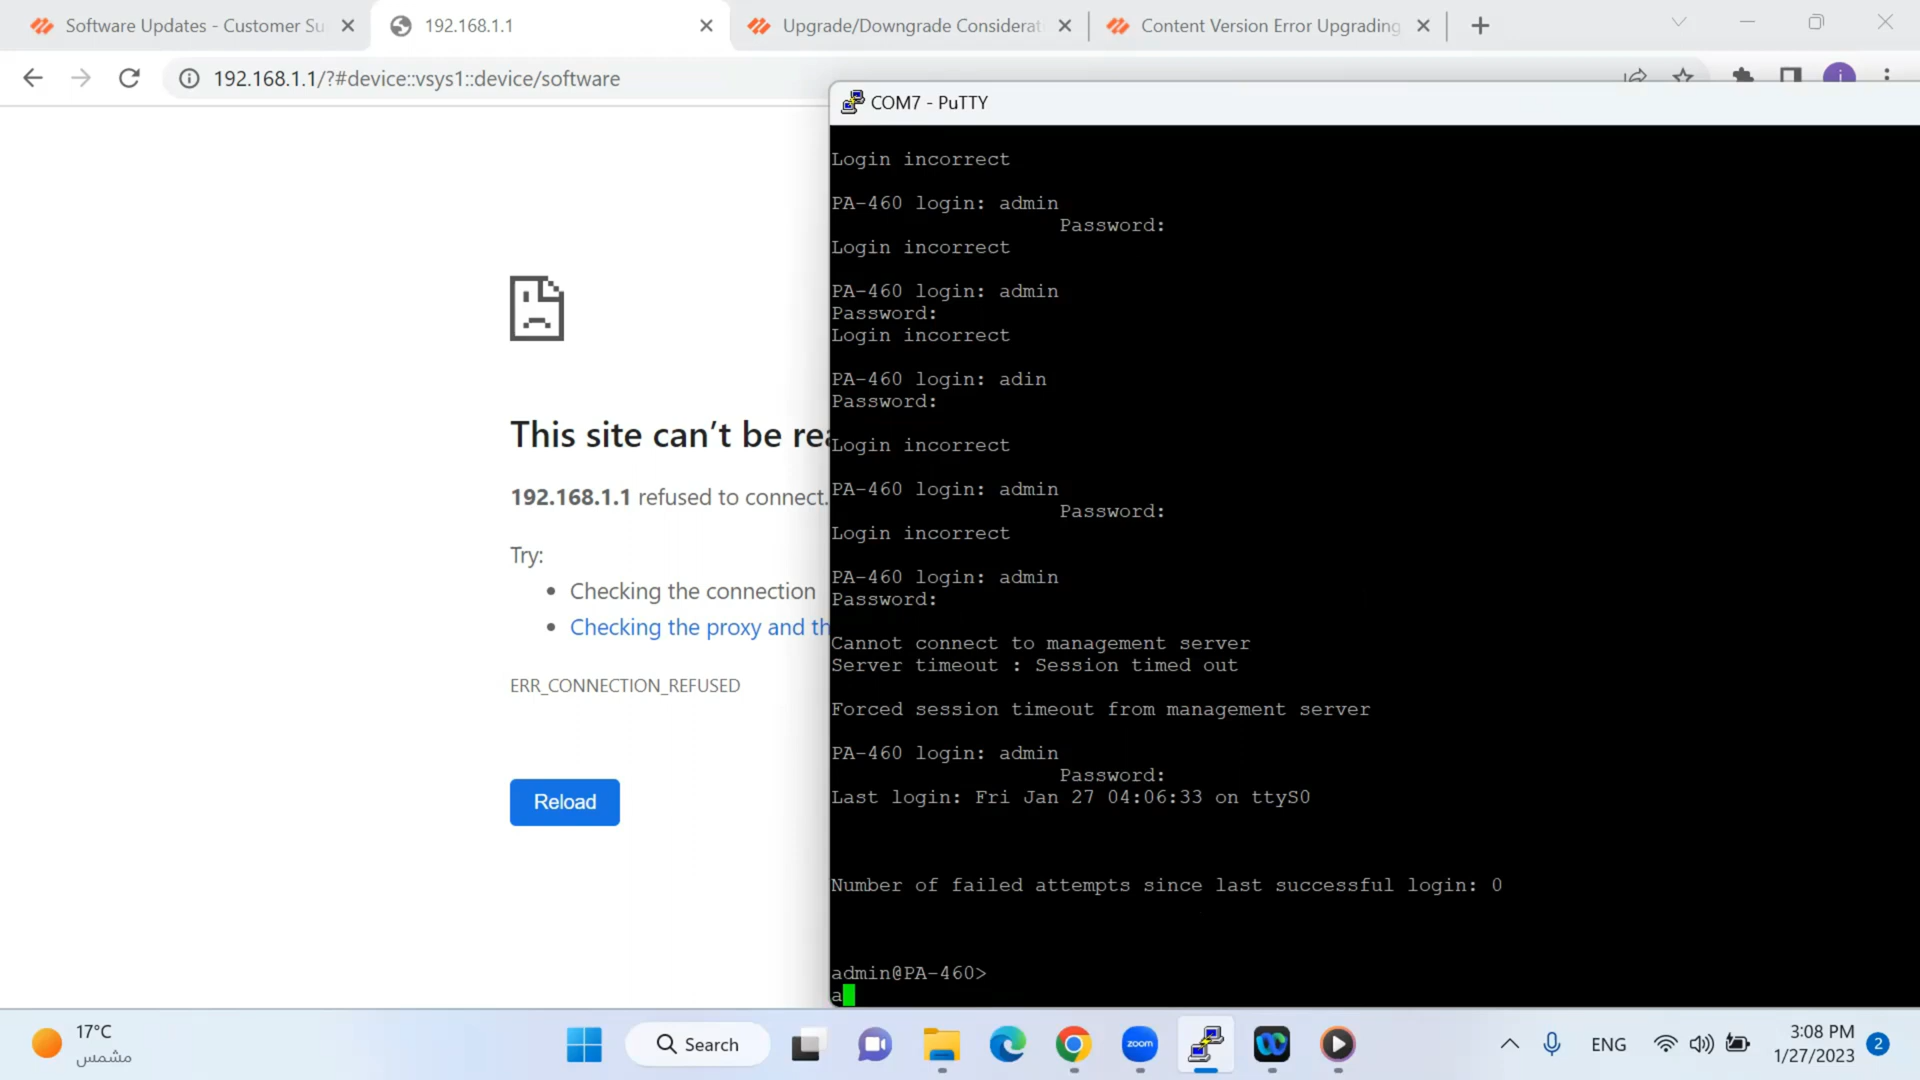 Software Updates - Customer Su
192.168.1.1
Upgrade/Downgrade Considerat
Content Version Error Upgrading
192.168.1.1/?#device::vsys1::device/software
i
COM7 - PuTTY
This site can't be rea
192.168.1.1 refused to connect.
Try:
Checking the connection
Checking the proxy and th
ERR_CONNECTION_REFUSED
Reload
Login incorrect
PA-460 login: admin
Password:
Login incorrect
PA-460 login: admin
Password:
Login incorrect
PA-460 login: adin
Password:
Login incorrect
PA-460 login: admin
Password:
Login incorrect
PA-460 login: admin
Password:
Cannot connect to management server
Server timeout : Session timed out
Forced session timeout from management server
PA-460 login: admin
Password:
Last login: Fri Jan 27 04:06:33 on ttyS0
Number of failed attempts since last successful login: 0
admin@PA-460>
a
17°C
مشمس
Search
zoom
ENG
3:08 PM
1/27/2023
2